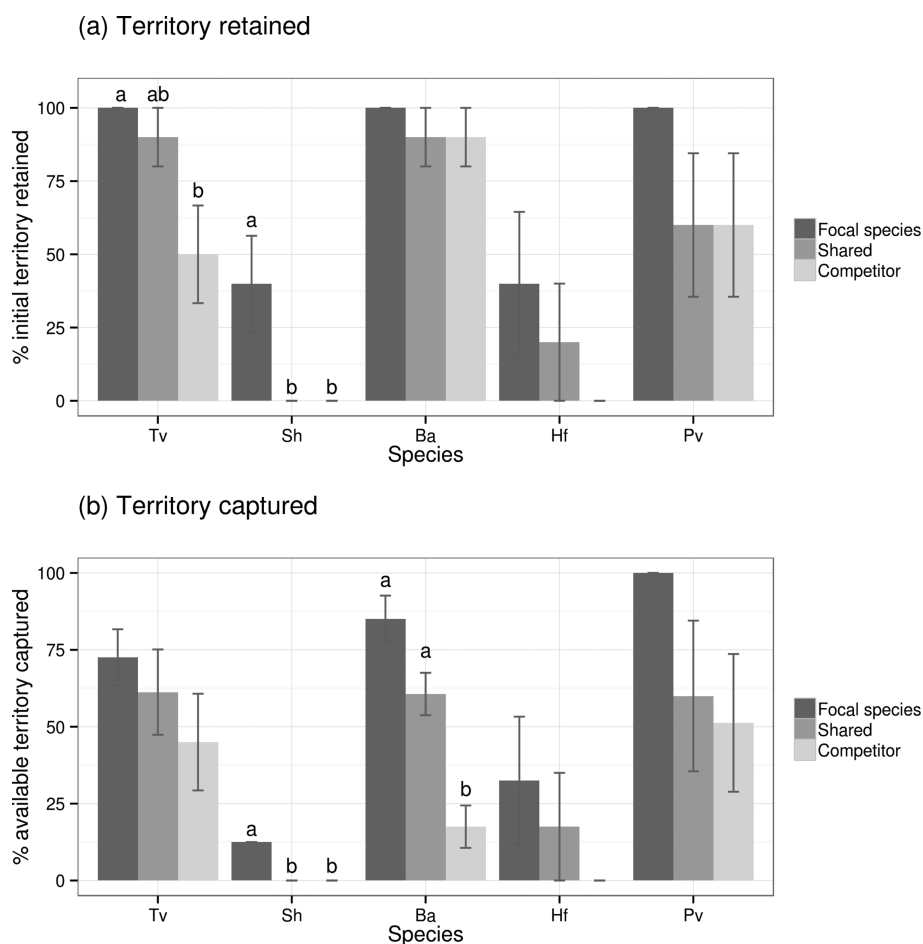 (a) Territory retained
% initial territory retained
100
75
50
25
0
a ab b a b b
Tv Sh Ba Hf Pv
Species
Focal species
Shared
Competitor
(b) Territory captured
% available territory captured
100
75
50
25
0
a b b a a b
Tv Sh Ba Hf Pv
Species
Focal species
Shared
Competitor